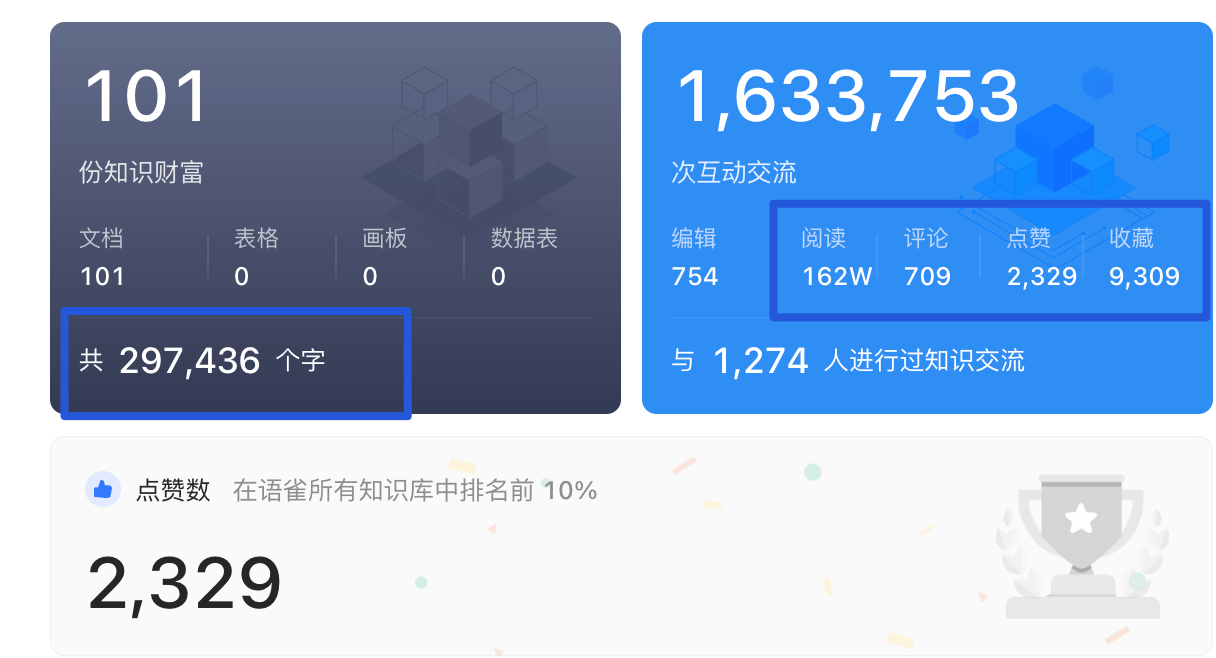 101
份知识财富
文档 表格 画板 数据表
101 0 0 0
共 297,436 个字
1,633,753
次互动交流
编辑 阅读 评论 点赞 收藏
754 162W 709 2,329 9,309
与 1,274 人进行过知识交流
点赞数 在语雀所有知识库中排名前 10%
2,329